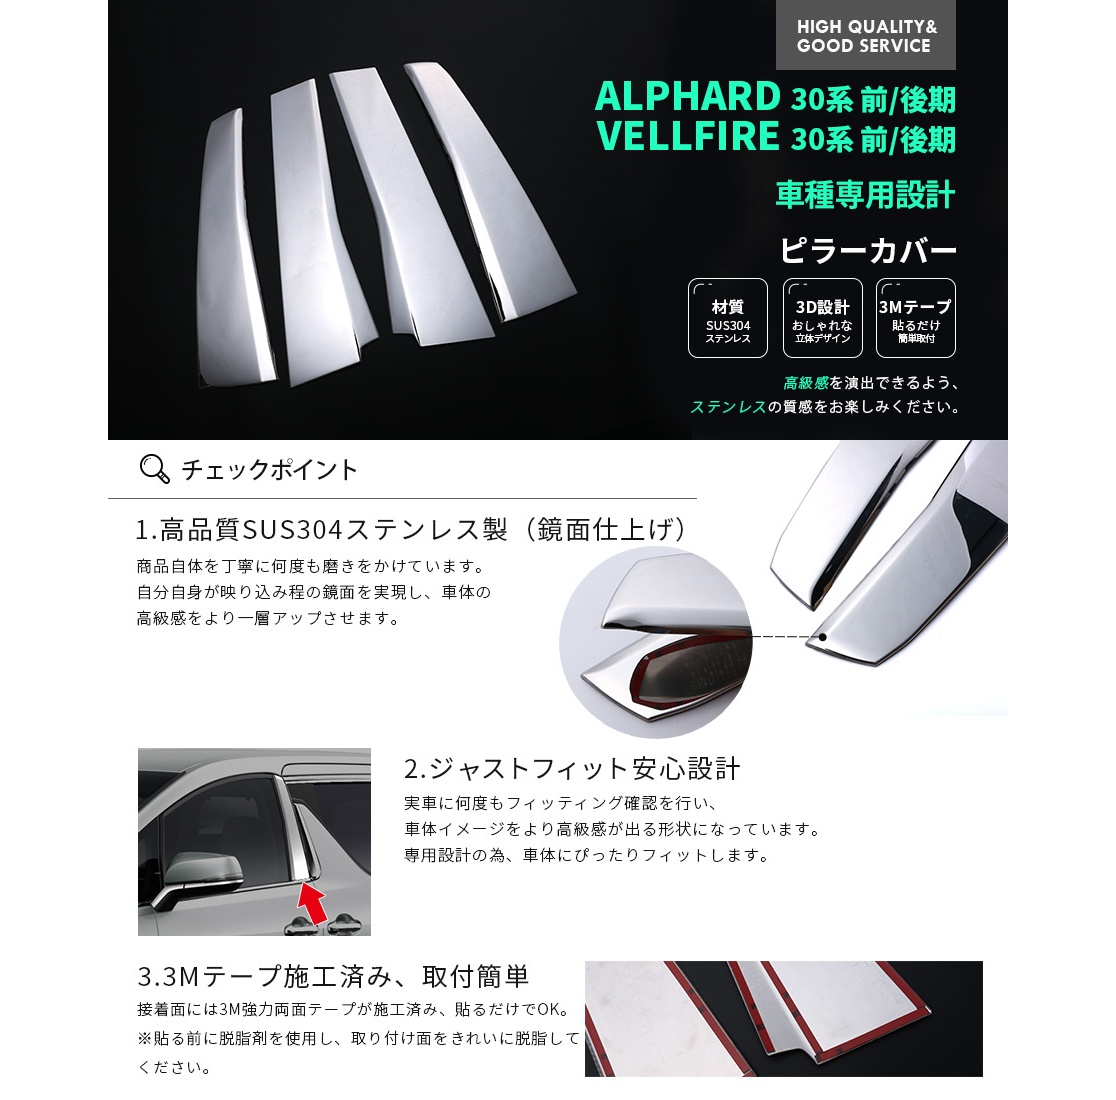 HIGH QUALITY&
GOOD SERVICE
ALPHARD 30系 前/後期
VELLFIRE 30系 前/後期
車種専用設計
ピラーカバー
材質
SUS304
ステンレス
3D設計
おしゃれな
立体デザイン
3Mテープ
貼るだけ
簡単取付
高級感を演出できるよう、
ステンレスの質感をお楽しみください。
チェックポイント
1.高品質SUS304ステンレス製（鏡面仕上げ）
商品自体を丁寧に何度も磨きをかけています。
自分自身が映り込み程の鏡面を実現し、車体の
高級感をより一層アップさせます。
2.ジャストフィット安心設計
実車に何度もフィッティング確認を行い、
車体イメージをより高級感が出る形状になっています。
専用設計の為、車体にぴったりフィットします。
3.3Mテープ施工済み、取付簡単
接着面には3M強力両面テープが施工済み、貼るだけでOK。
※貼る前に脱脂剤を使用し、取り付け面をきれいに脱脂して
ください。